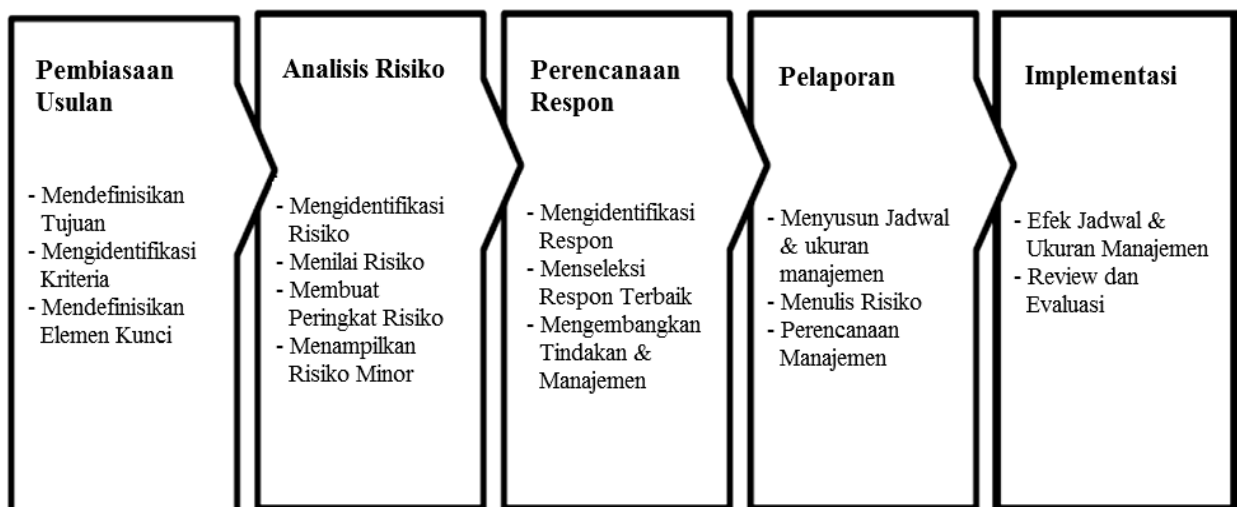 Pembiasaan
Usulan
- Mendefinisikan
Tujuan
- Mengidentifikasi
Kriteria
- Mendefinisikan
Elemen Kunci
Analisis Risiko
- Mengidentifikasi
Risiko
- Menilai Risiko
- Membuat
Peringkat Risiko
- Menampilkan
Risiko Minor
Perencanaan
Respon
- Mengidentifikasi
Respon
- Menseleksi
Respon Terbaik
- Mengembangkan
Tindakan &
Manajemen
Pelaporan
- Menyusun Jadwal
& ukuran
manajemen
- Menulis Risiko
- Perencanaan
Manajemen
Implementasi
- Efek Jadwal &
Ukuran Manajemen
- Review dan
Evaluasi